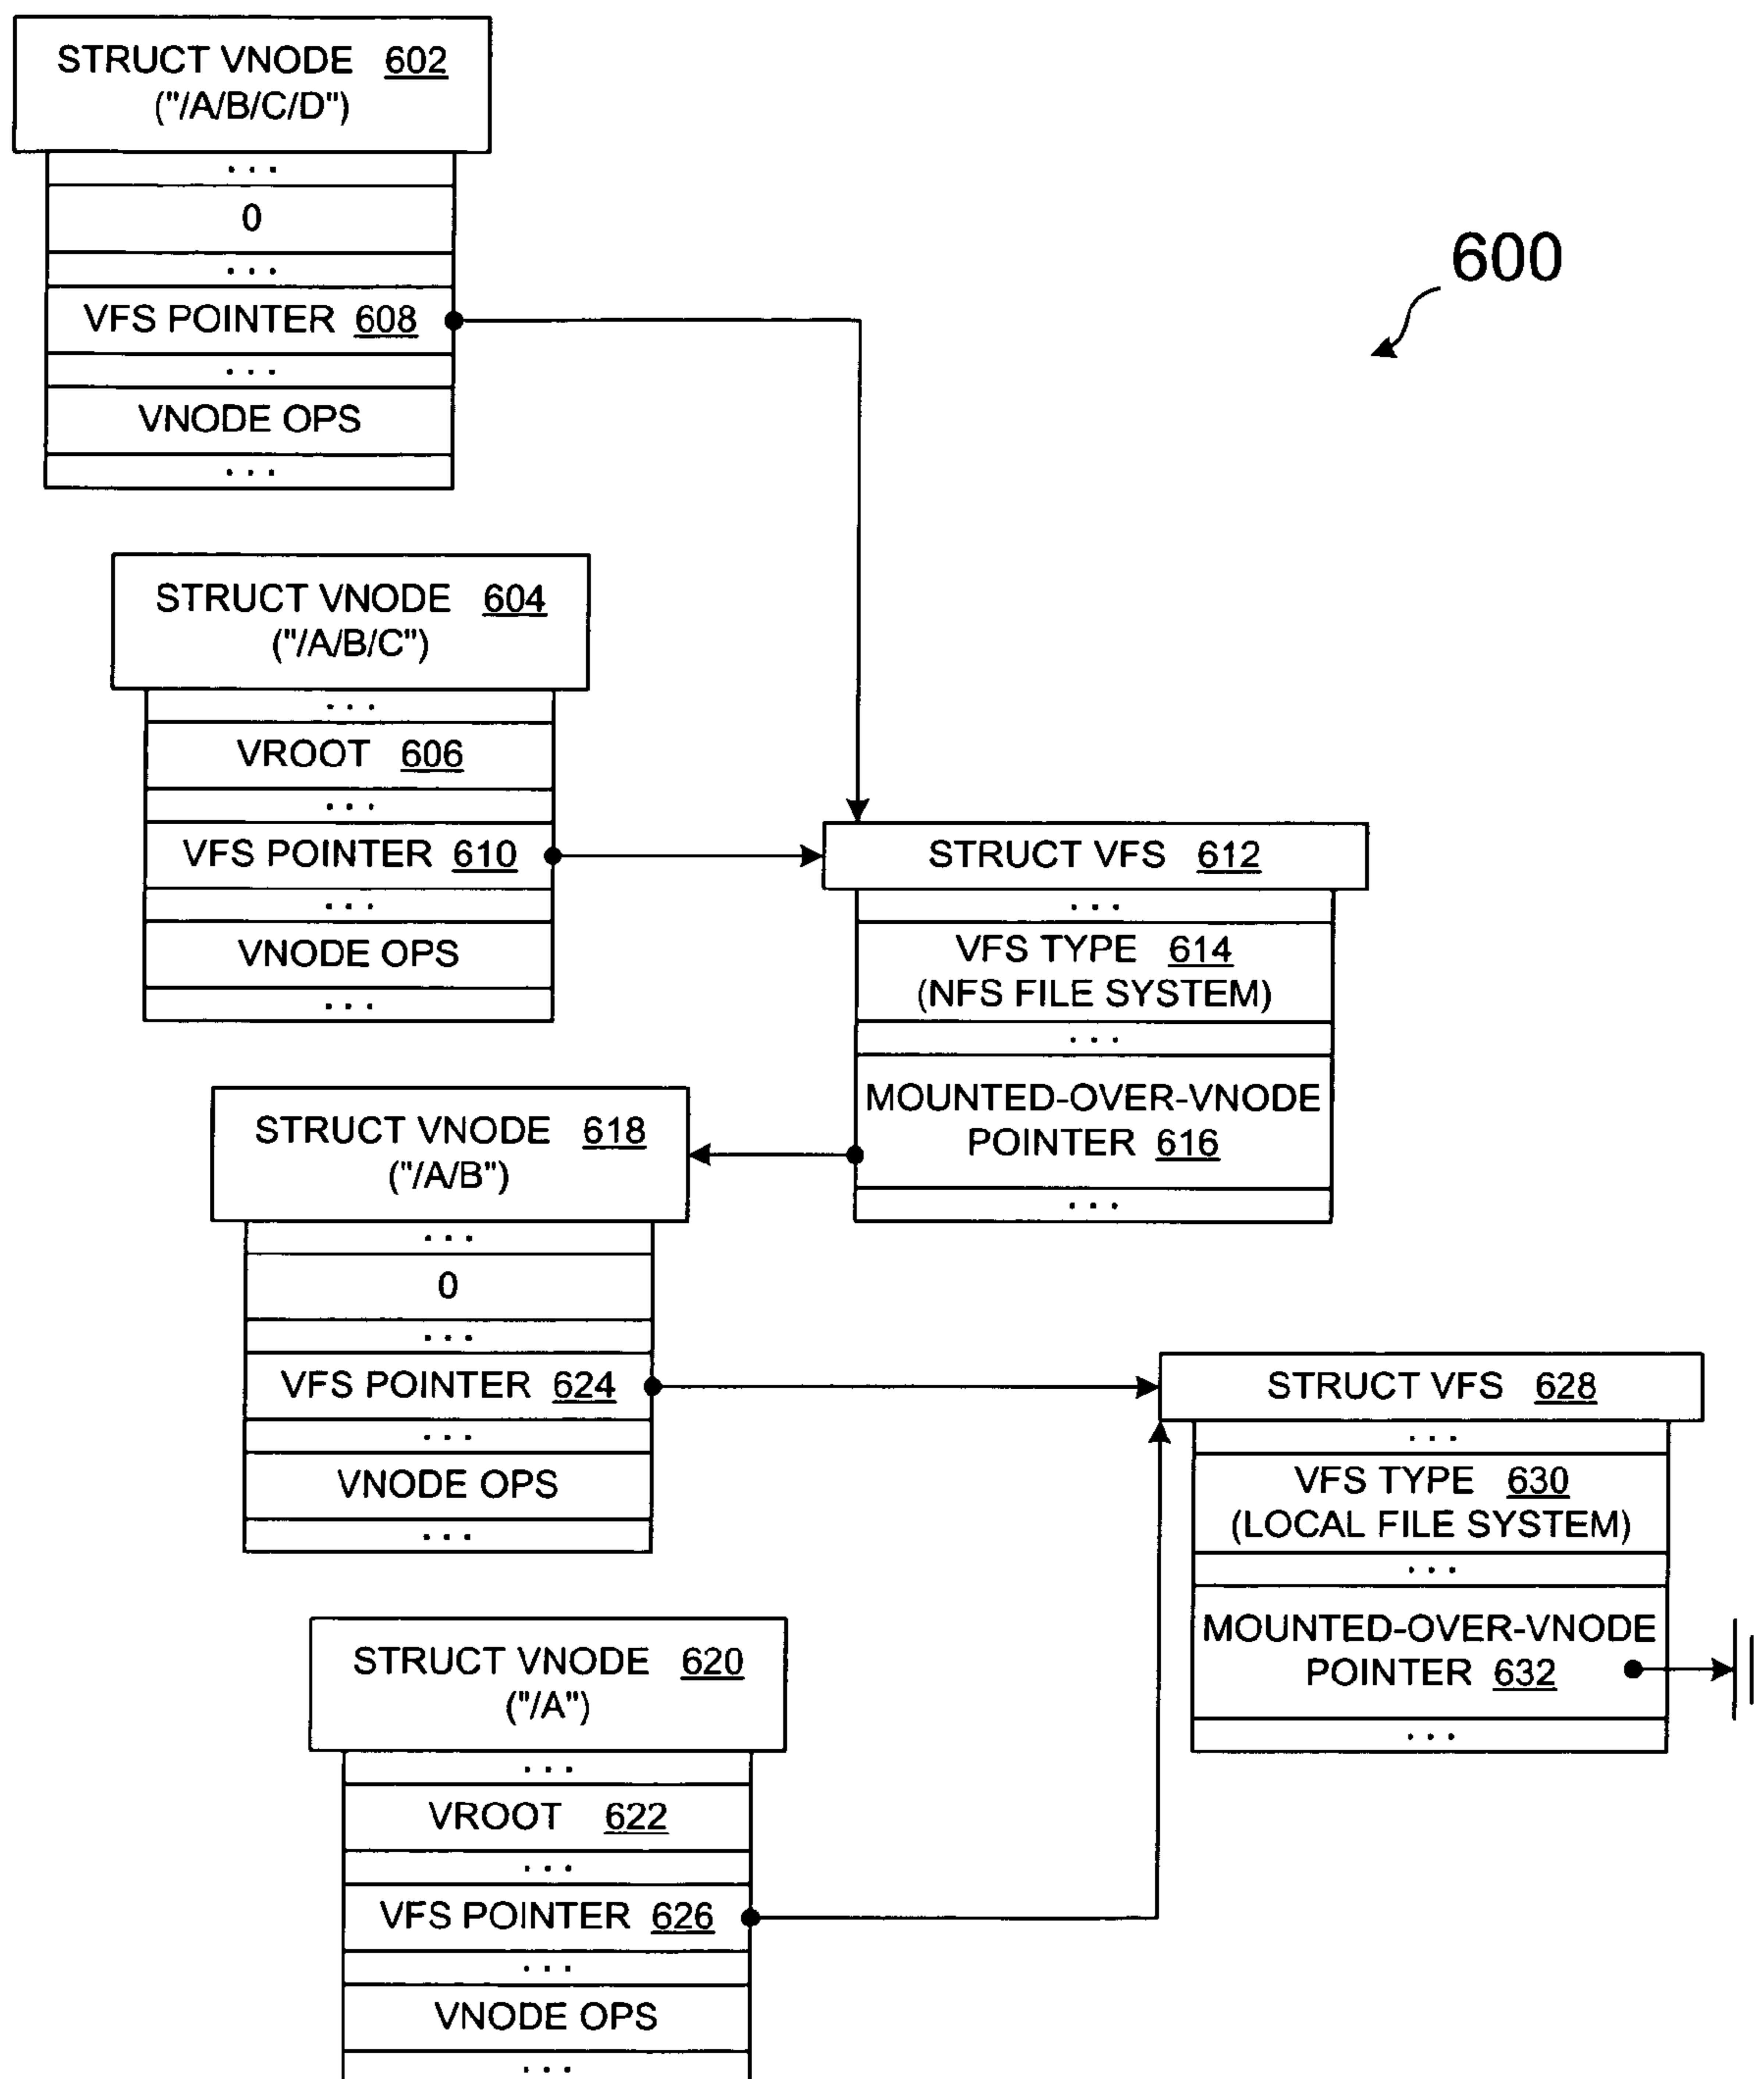 STRUCT VNODE 602
("/A/B/C/D")
. . .
0
. . .
VFS POINTER 608
. . .
VNODE OPS
. . .
600
STRUCT VNODE 604
("/A/B/C")
. . .
VROOT 606
. . .
VFS POINTER 610
. . .
VNODE OPS
. . .
STRUCT VFS 612
. . .
VFS TYPE 614
(NFS FILE SYSTEM)
. . .
MOUNTED-OVER-VNODE
POINTER 616
. . .
STRUCT VNODE 618
("/A/B")
. . .
0
. . .
VFS POINTER 624
. . .
VNODE OPS
. . .
STRUCT VFS 628
. . .
VFS TYPE 630
(LOCAL FILE SYSTEM)
. . .
MOUNTED-OVER-VNODE
POINTER 632
. . .
STRUCT VNODE 620
("/A")
. . .
VROOT 622
. . .
VFS POINTER 626
. . .
VNODE OPS
. . .